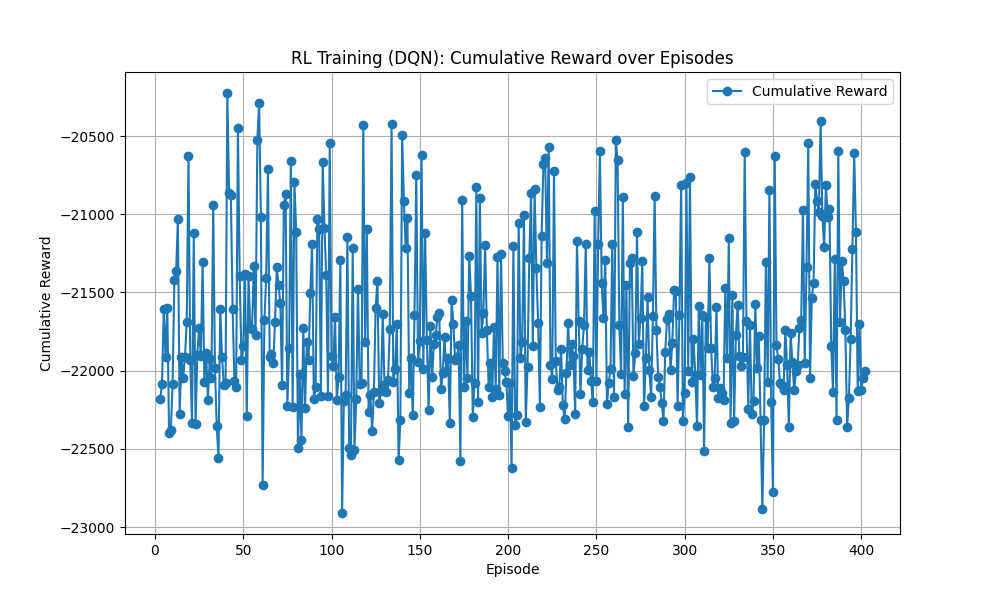 RL Training (DQN): Cumulative Reward over Episodes
Cumulative Reward
−20500
−21000
−21500
−22000
−22500
−23000
Cumulative Reward
0 50 100 150 200 250 300 350 400
Episode